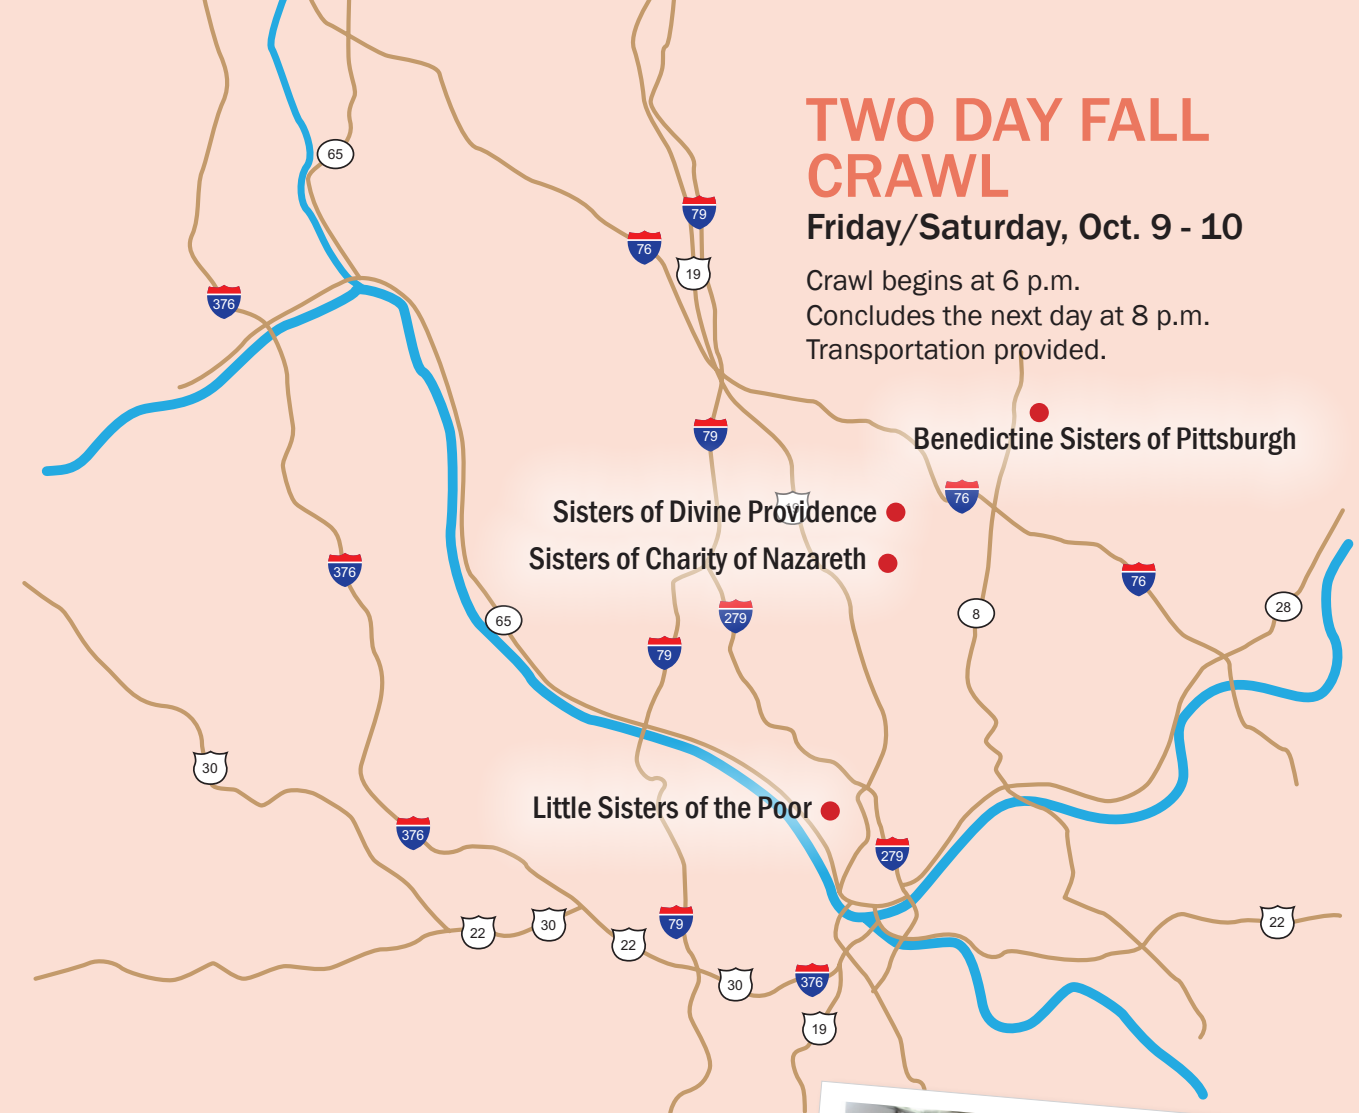 TWO DAY FALL
CRAWL
Friday/Saturday, Oct. 9 - 10
Crawl begins at 6 p.m.
Concludes the next day at 8 p.m.
Transportation provided.
65
79
76
19
376
79
Benedictine Sisters of Pittsburgh
76
Sisters of Divine Providence
19
Sisters of Charity of Nazareth
376
76
279
65
8
28
79
30
Little Sisters of the Poor
376
279
79
22
30
22
22
376
30
19